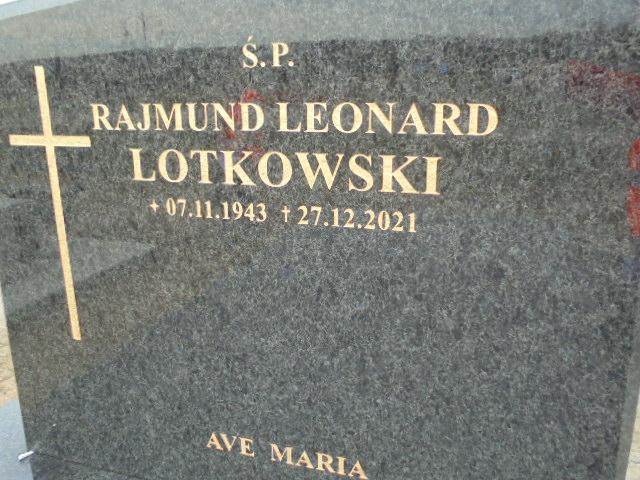 Ś.P.
RAJMUND LEONARD
LOTKOWSKI
+ 07.11.1943 † 27.12.2021
AVE MARIA